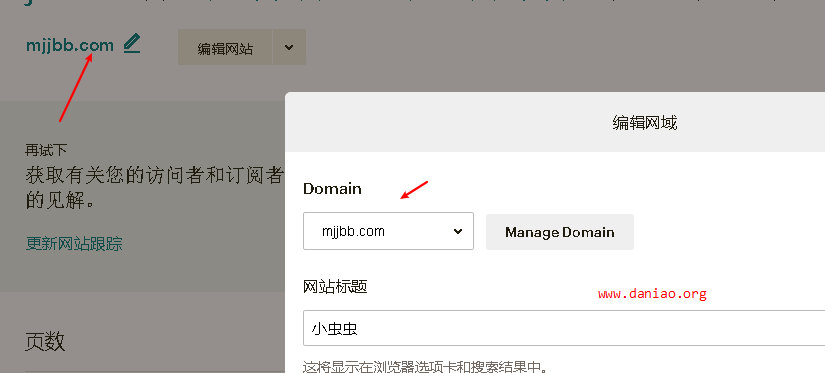 mjjbb.com
编辑网站
编辑网域
再试下
获取有关您的访问者和订阅者
的见解。
更新网站跟踪
Domain
mjjbb.com
Manage Domain
网站标题
www.daniao.org
小虫虫
页数
这将显示在浏览器选项卡和搜索结果中。